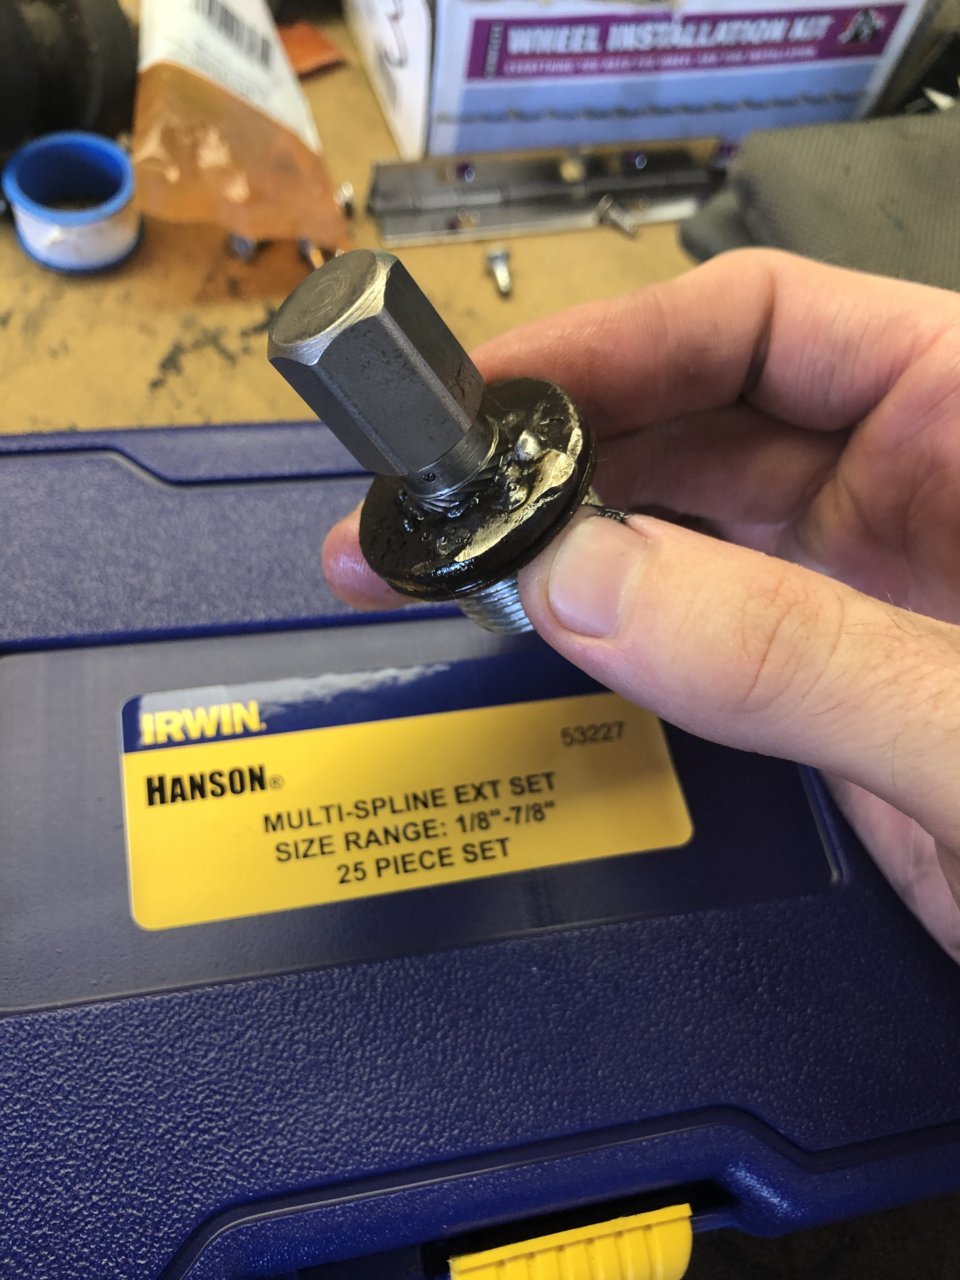 WHEEL INSTALLATION KIT
IRWIN.
53227
HANSON®
MULTI-SPLINE EXT SET
SIZE RANGE: 1/8"-7/8"
25 PIECE SET